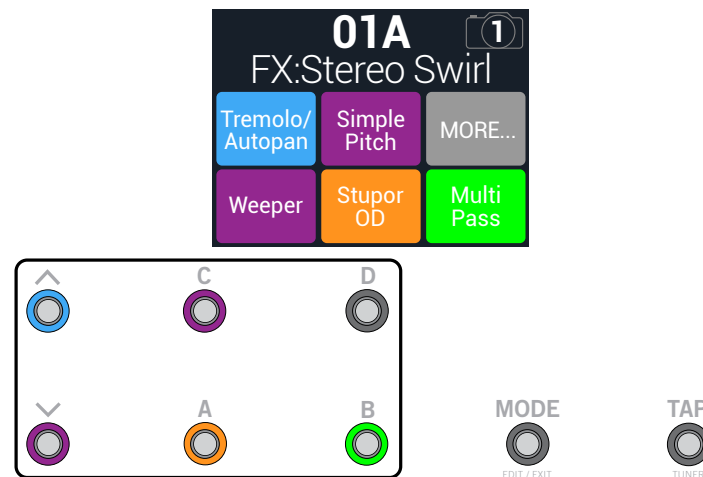 01A 1
FX:Stereo Swirl
Tremolo/
Autopan
Simple
Pitch
MORE...
Weeper
Stupor
OD
Multi
Pass
C
D
A
B
MODE
EDIT / EXIT
TAP
TUNER